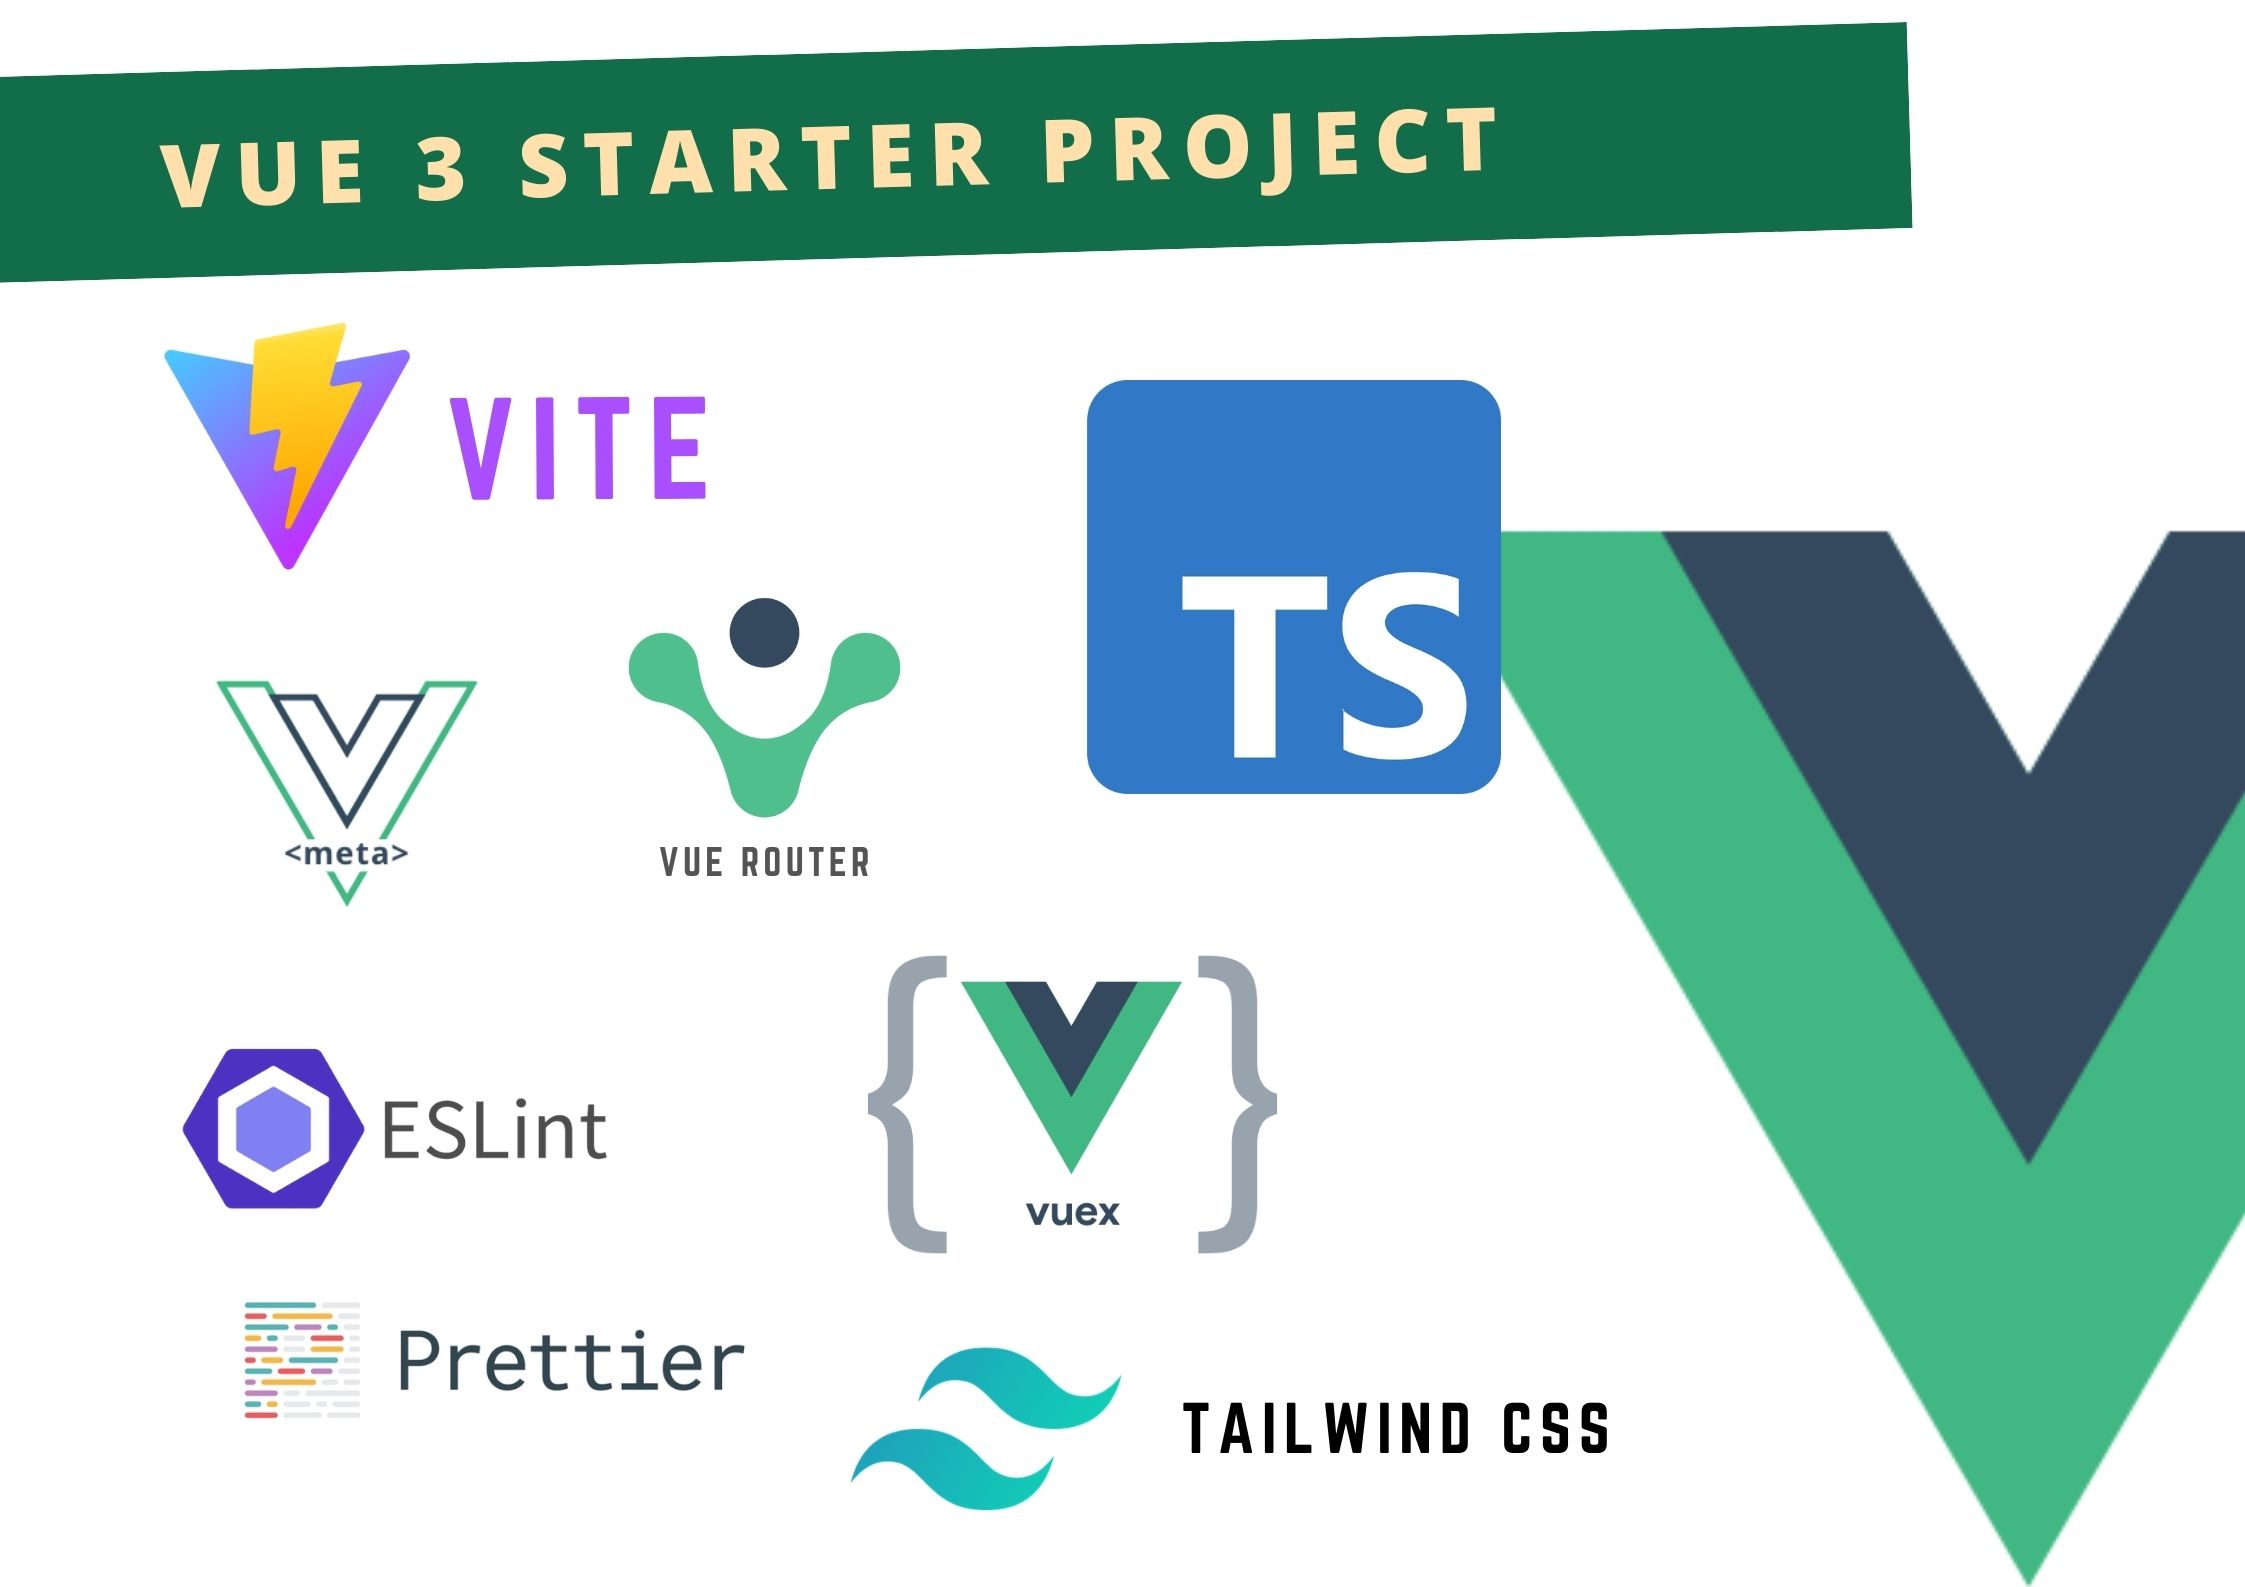 VUE 3 STARTER PROJECT
VITE
TS
<meta>
VUE ROUTER
ESLint
vuex
Prettier
TAILWIND CSS